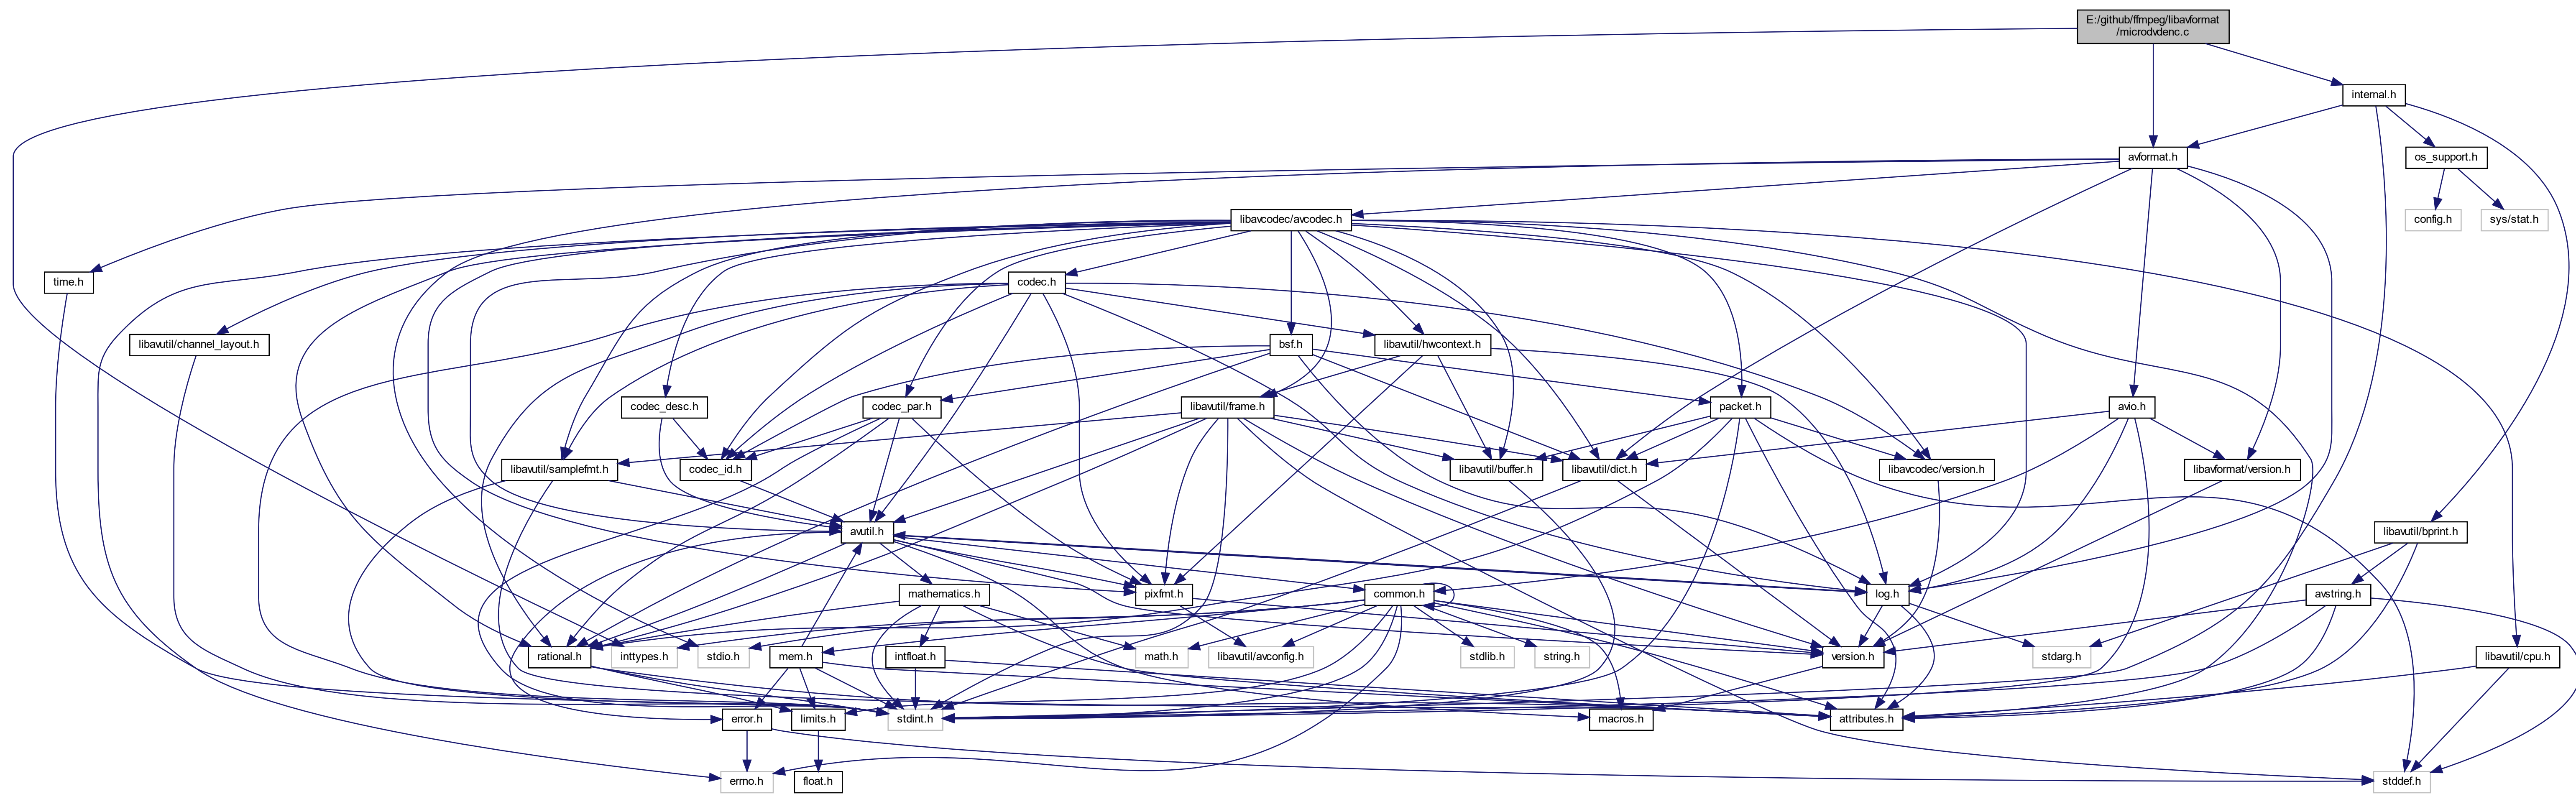 E:/github/ffmpeg/libavformat
/microdvdenc.c
internal.h
avformat.h
os_support.h
libavcodec/avcodec.h
config.h
sys/stat.h
time.h
codec.h
libavutil/channel_layout.h
bsf.h
libavutil/hwcontext.h
codec_desc.h
codec_par.h
libavutil/frame.h
packet.h
avio.h
libavutil/samplefmt.h
codec_id.h
libavutil/buffer.h
libavutil/dict.h
libavcodec/version.h
libavformat/version.h
avutil.h
libavutil/bprint.h
mathematics.h
pixfmt.h
common.h
log.h
avstring.h
rational.h
inttypes.h
stdio.h
mem.h
intfloat.h
math.h
libavutil/avconfig.h
stdlib.h
string.h
version.h
stdarg.h
libavutil/cpu.h
error.h
limits.h
stdint.h
macros.h
attributes.h
errno.h
float.h
stddef.h